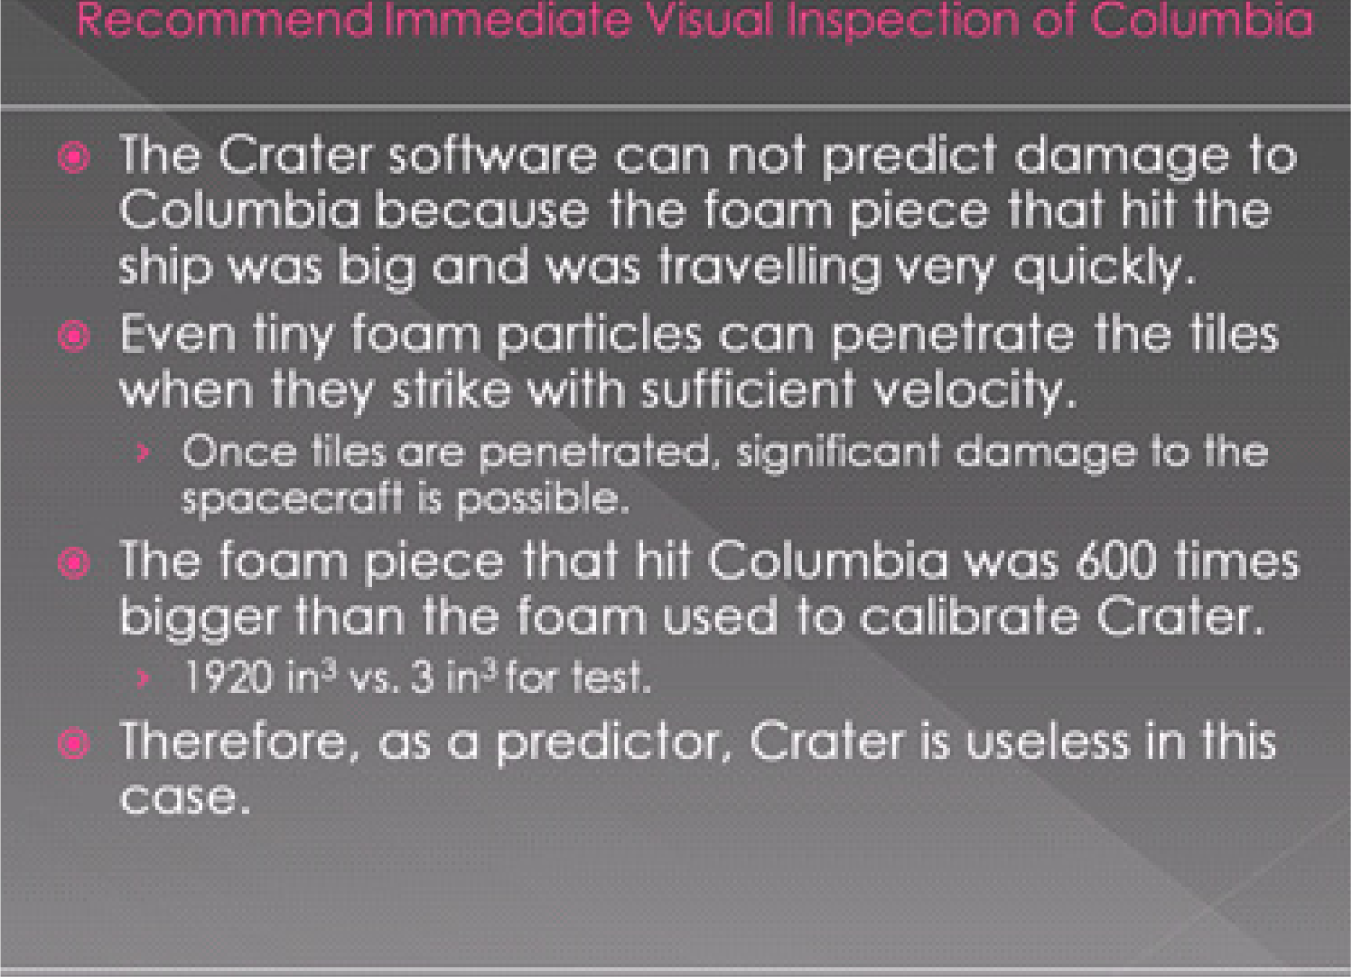 Recommend Immediate Visual Inspection of Columbia
The Crater software can not predict damage to
Columbia because the foam piece that hit the
ship was big and was travelling very quickly.
Even tiny foam particles can penetrate the tiles
when they strike with sufficient velocity.
Once tiles are penetrated, significant damage to the
spacecraft is possible.
The foam piece that hit Columbia was 600 times
bigger than the foam used to calibrate Crater.
1920 in³ vs. 3 in³ for test.
Therefore, as a predictor, Crater is useless in this
case.